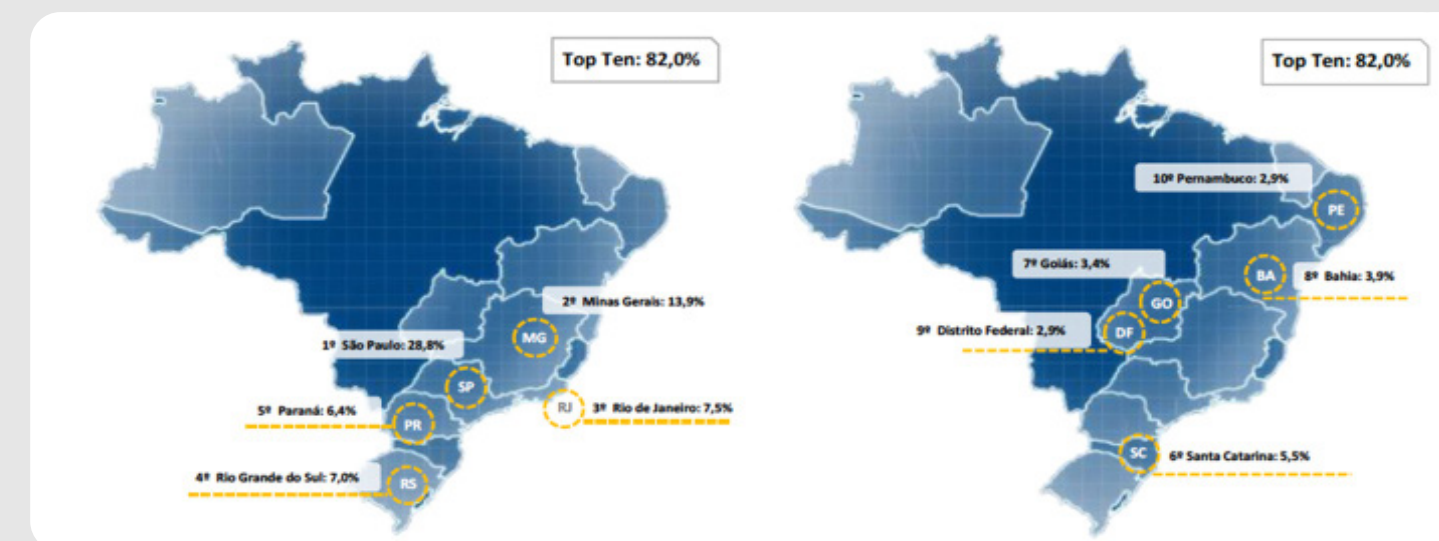 Top Ten: 82,0%
2º Minas Gerais: 13,9%
MG
1º São Paulo: 28,8%
SP
RJ
3º Rio de Janeiro: 7,5%
5º Paraná: 6,4%
PR
4º Rio Grande do Sul: 7,0%
RS
Top Ten: 82,0%
10º Pernambuco: 2,9%
PE
7º Goiás: 3,4%
BA
8º Bahia: 3,9%
GO
9º Distrito Federal: 2,9%
DF
SC
6º Santa Catarina: 5,5%